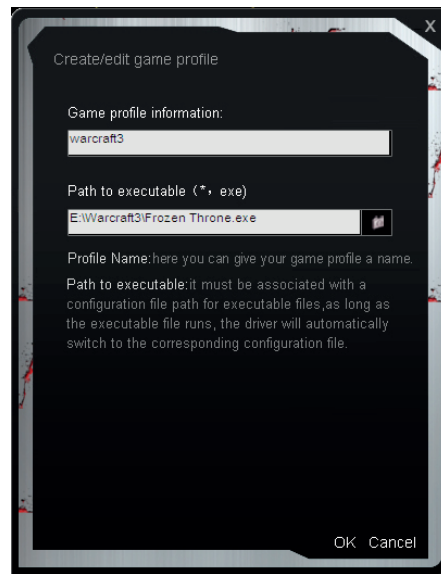 X
Create/edit game profile
Game profile information:
warcraft3
Path to executable (*, exe)
E:\Warcraft3\Frozen Throne.exe
Profile Name:here you can give your game profile a name.
Path to executable:it must be associated with a
configuration file path for executable files,as long as
the executable file runs, the driver will automatically
switch to the corresponding configuration file.
OK Cancel